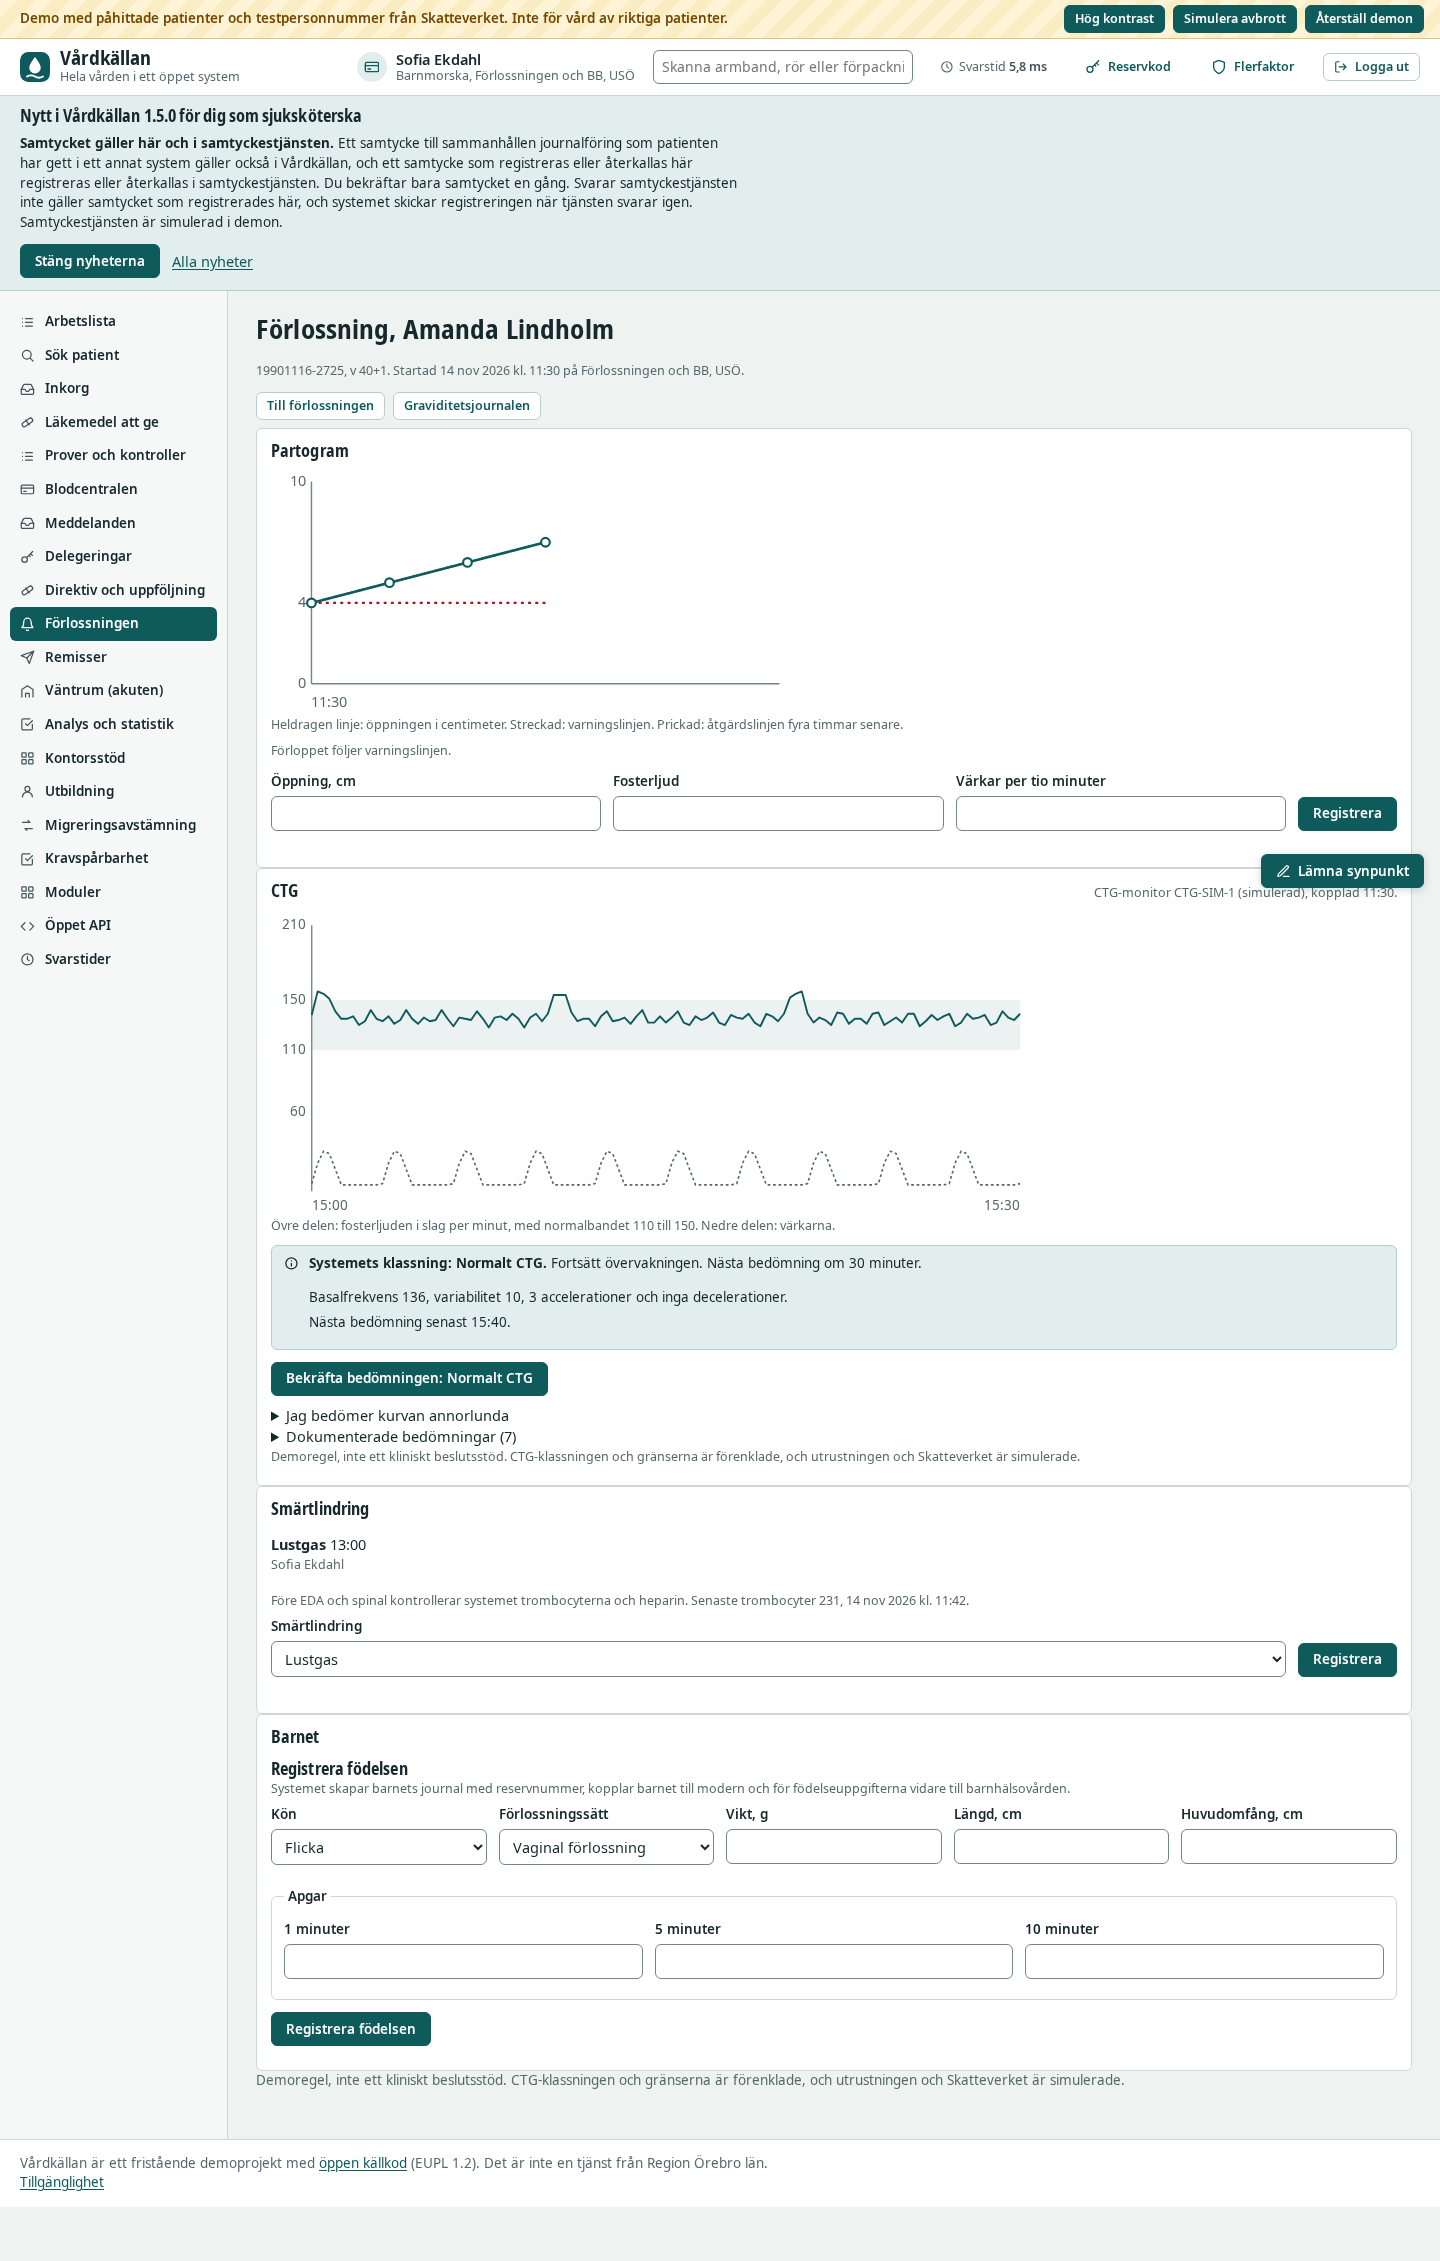 Demo med påhittade patienter och testpersonnummer från Skatteverket. Inte för vård av riktiga patienter.
Hög kontrast
Simulera avbrott
Återställ demon
Vårdkällan
Hela vården i ett öppet system
Sofia Ekdahl
Barnmorska, Förlossningen och BB, USÖ
Skanna armband, rör eller förpackni
Svarstid 5,8 ms
Reservkod
Flerfaktor
Logga ut
Nytt i Vårdkällan 1.5.0 för dig som sjuksköterska
Samtycket gäller här och i samtyckestjänsten. Ett samtycke till sammanhållen journalföring som patienten
har gett i ett annat system gäller också i Vårdkällan, och ett samtycke som registreras eller återkallas här
registreras eller återkallas i samtyckestjänsten. Du bekräftar bara samtycket en gång. Svarar samtyckestjänsten
inte gäller samtycket som registrerades här, och systemet skickar registreringen när tjänsten svarar igen.
Samtyckestjänsten är simulerad i demon.
Stäng nyheterna
Alla nyheter
Arbetslista
Sök patient
Inkorg
Läkemedel att ge
Prover och kontroller
Blodcentralen
Meddelanden
Delegeringar
Direktiv och uppföljning
Förlossningen
Remisser
Väntrum (akuten)
Analys och statistik
Kontorsstöd
Utbildning
Migreringsavstämning
Kravspårbarhet
Moduler
Öppet API
Svarstider
Förlossning, Amanda Lindholm
19901116-2725, v 40+1. Startad 14 nov 2026 kl. 11:30 på Förlossningen och BB, USÖ.
Till förlossningen
Graviditetsjournalen
Partogram
10
4
0
11:30
Heldragen linje: öppningen i centimeter. Streckad: varningslinjen. Prickad: åtgärdslinjen fyra timmar senare.
Förloppet följer varningslinjen.
Öppning, cm
Fosterljud
Värkar per tio minuter
Registrera
Lämna synpunkt
CTG
CTG-monitor CTG-SIM-1 (simulerad), kopplad 11:30.
210
150
110
60
15:00
15:30
Övre delen: fosterljuden i slag per minut, med normalbandet 110 till 150. Nedre delen: värkarna.
Systemets klassning: Normalt CTG. Fortsätt övervakningen. Nästa bedömning om 30 minuter.
Basalfrekvens 136, variabilitet 10, 3 accelerationer och inga decelerationer.
Nästa bedömning senast 15:40.
Bekräfta bedömningen: Normalt CTG
Jag bedömer kurvan annorlunda
Dokumenterade bedömningar (7)
Demoregel, inte ett kliniskt beslutsstöd. CTG-klassningen och gränserna är förenklade, och utrustningen och Skatteverket är simulerade.
Smärtlindring
Lustgas 13:00
Sofia Ekdahl
Före EDA och spinal kontrollerar systemet trombocyterna och heparin. Senaste trombocyter 231, 14 nov 2026 kl. 11:42.
Smärtlindring
Lustgas
Registrera
Barnet
Registrera födelsen
Systemet skapar barnets journal med reservnummer, kopplar barnet till modern och för födelseuppgifterna vidare till barnhälsovården.
Kön
Förlossningssätt
Vikt, g
Längd, cm
Huvudomfång, cm
Flicka
Vaginal förlossning
Apgar
1 minuter
5 minuter
10 minuter
Registrera födelsen
Demoregel, inte ett kliniskt beslutsstöd. CTG-klassningen och gränserna är förenklade, och utrustningen och Skatteverket är simulerade.
Vårdkällan är ett fristående demoprojekt med öppen källkod (EUPL 1.2). Det är inte en tjänst från Region Örebro län.
Tillgänglighet